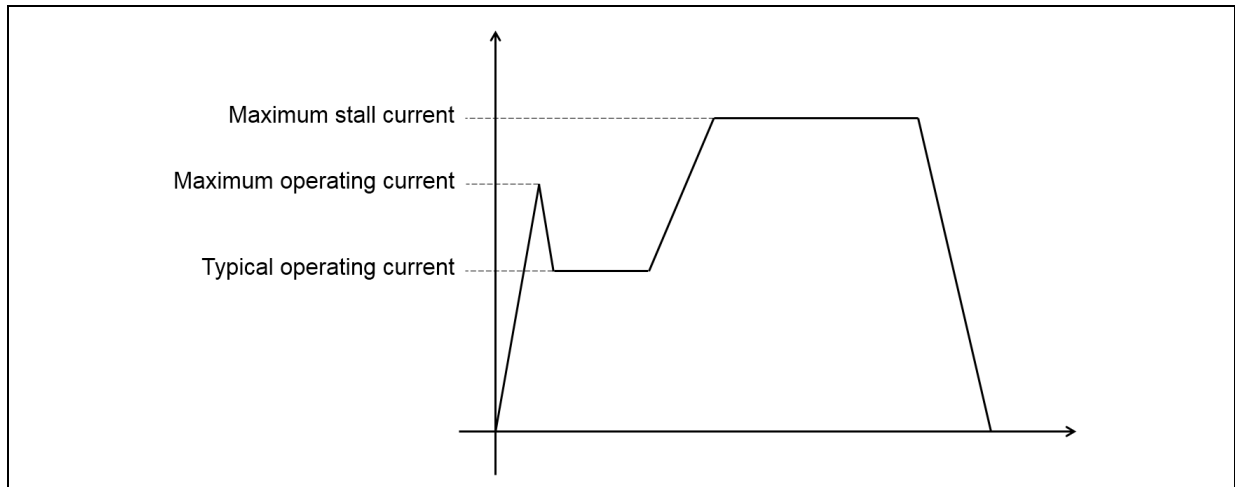 Maximum stall current
Maximum operating current
Typical operating current